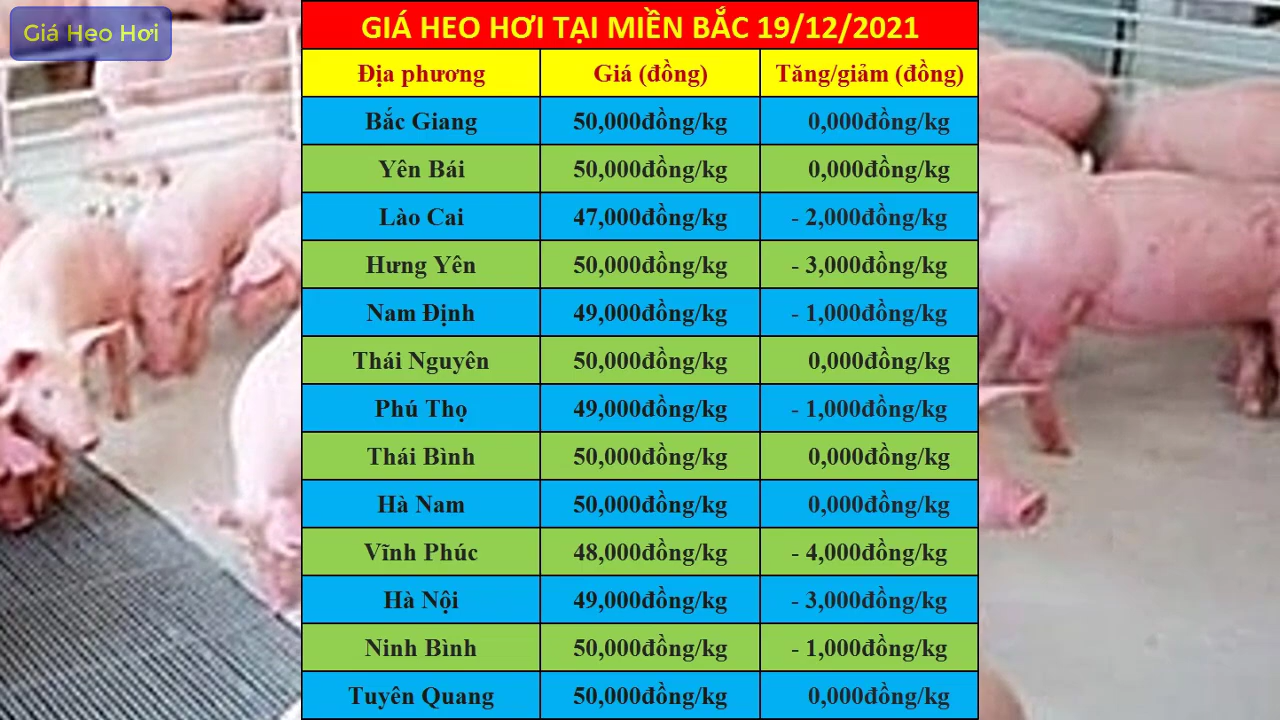 Giá Heo Hơi
GIÁ HEO HƠI TẠI MIỀN BẮC 19/12/2021
Địa phương Giá (đồng) Tăng/giảm (đồng)
Bắc Giang 50,000đồng/kg 0,000đồng/kg
Yên Bái 50,000đồng/kg 0,000đồng/kg
Lào Cai 47,000đồng/kg - 2,000đồng/kg
Hưng Yên 50,000đồng/kg - 3,000đồng/kg
Nam Định 49,000đồng/kg - 1,000đồng/kg
Thái Nguyên 50,000đồng/kg 0,000đồng/kg
Phú Thọ 49,000đồng/kg - 1,000đồng/kg
Thái Bình 50,000đồng/kg 0,000đồng/kg
Hà Nam 50,000đồng/kg 0,000đồng/kg
Vĩnh Phúc 48,000đồng/kg - 4,000đồng/kg
Hà Nội 49,000đồng/kg - 3,000đồng/kg
Ninh Bình 50,000đồng/kg - 1,000đồng/kg
Tuyên Quang 50,000đồng/kg 0,000đồng/kg